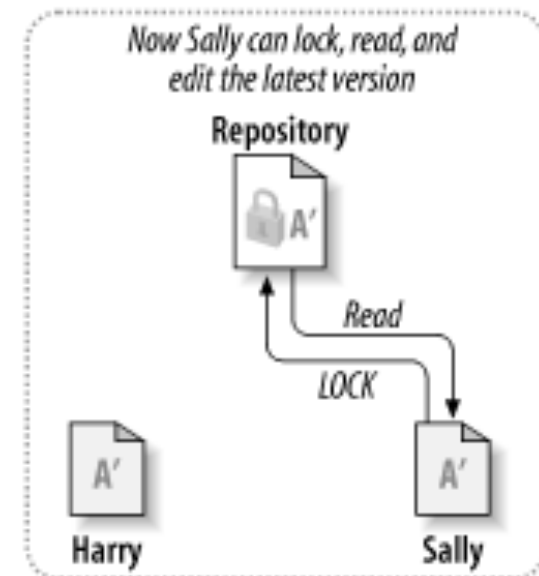 Now Sally can lock, read, and
edit the latest version
Repository
A′
Read
LOCK
A′
A′
Harry
Sally